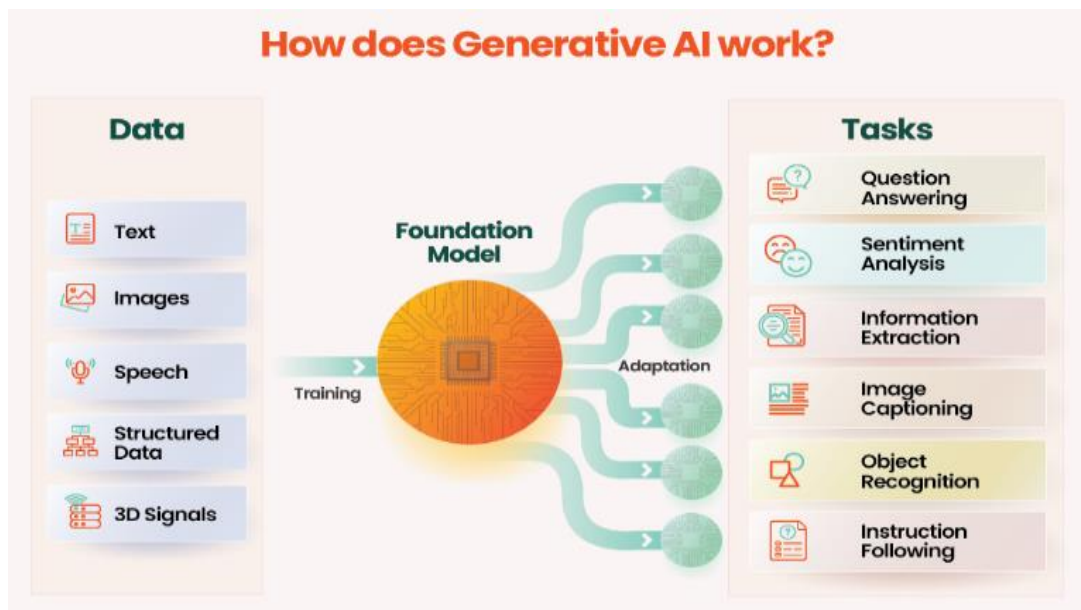 How does Generative AI work?
Data
Text
Images
Speech
Structured
Data
3D Signals
Training
Foundation
Model
Adaptation
Tasks
Question
Answering
Sentiment
Analysis
Information
Extraction
Image
Captioning
Object
Recognition
Instruction
Following